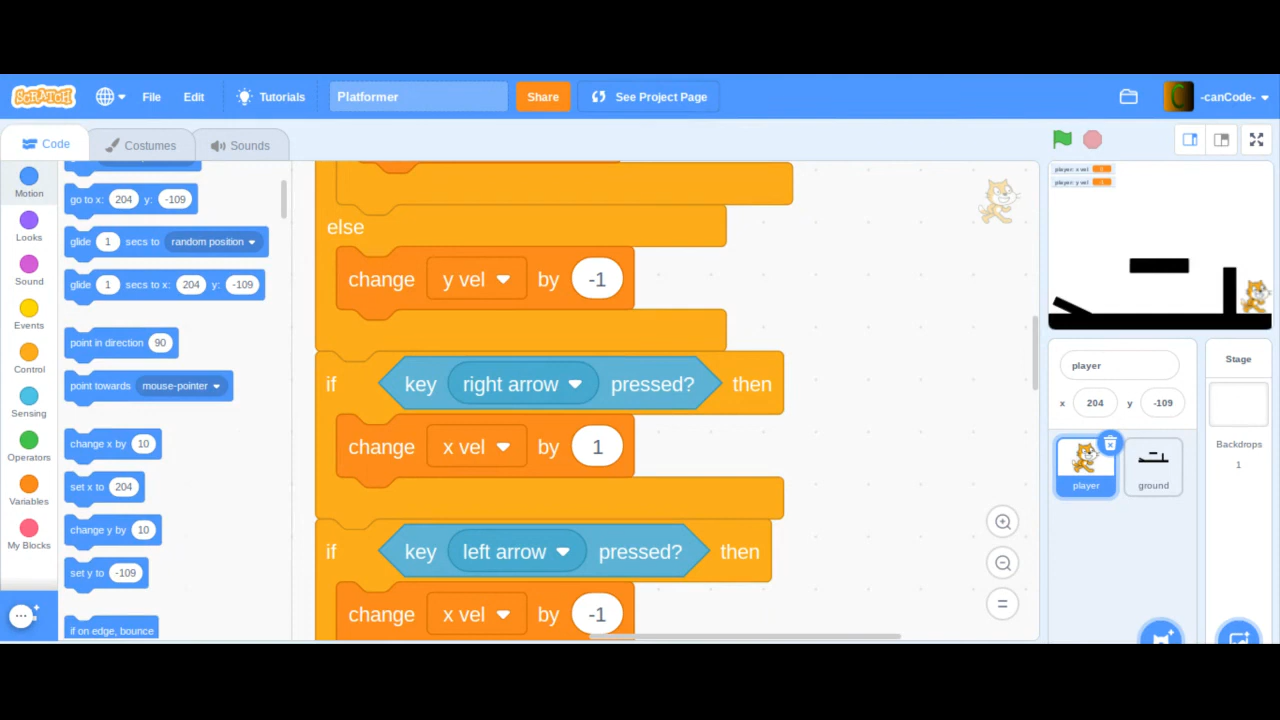 SCRATCH
File
Edit
Tutorials
Platformer
Share
See Project Page
-canCode-
Code
Costumes
Sounds
Motion
Looks
Sound
Events
Control
Sensing
Operators
Variables
My Blocks
go to x: 204 y: -109
glide 1 secs to random position
glide 1 secs to x: 204 y: -109
point in direction 90
point towards mouse-pointer
change x by 10
set x to 204
change y by 10
set y to -109
if on edge, bounce
else
change y vel by -1
if key right arrow pressed? then
change x vel by 1
if key left arrow pressed? then
change x vel by -1
player: x vel
player: y vel
player
x 204 y -109
player
ground
Stage
Backdrops
1